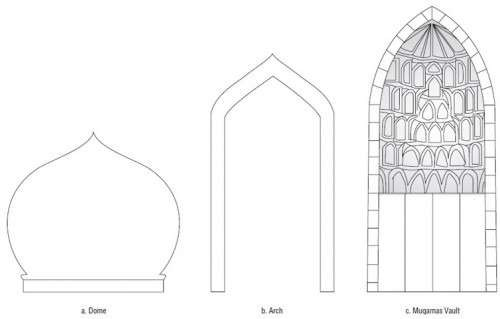 a. Dome
b. Arch
c. Muqarnas Vault